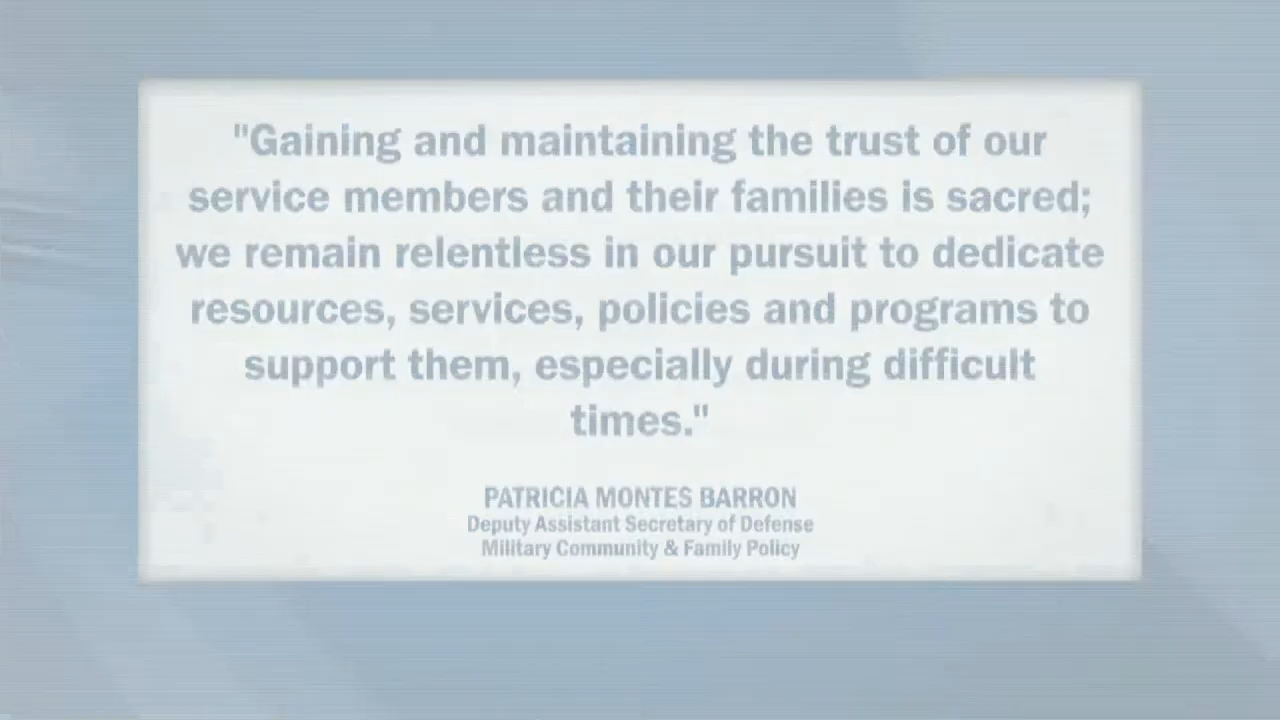 "Gaining and maintaining the trust of our
service members and their families is sacred;
we remain relentless in our pursuit to dedicate
resources, services, policies and programs to
support them, especially during difficult
times."
PATRICIA MONTES BARRON
Deputy Assistant Secretary of Defense
Military Community & Family Policy